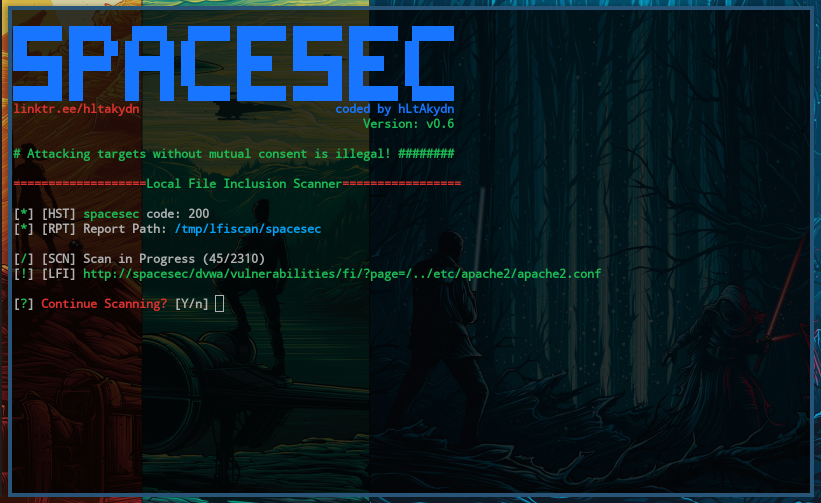 SPACESEC
linktr.ee/hltakydn coded by hLtAkydn
Version: v0.6
# Attacking targets without mutual consent is illegal! ########
===================Local File Inclusion Scanner=================
[*] [HST] spacesec code: 200
[*] [RPT] Report Path: /tmp/lfiscan/spacesec
[/] [SCN] Scan in Progress (45/2310)
[!] [LFI] http://spacesec/dvwa/vulnerabilities/fi/?page=/../etc/apache2/apache2.conf
[?] Continue Scanning? [Y/n]